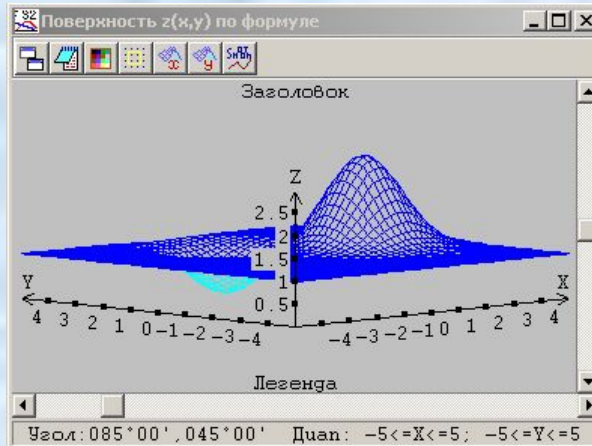 Поверхность z(x,y) по формуле
x y
Заголовок
Z
2.5
2
1.5
1
0.5
Y X
4 3 2 1 0 -1 -2 -3 -4 -4 -3 -2 -1 0 1 2 3 4
Легенда
Угол:085°00',045°00' Диап: -5<=X<=5; -5<=Y<=5